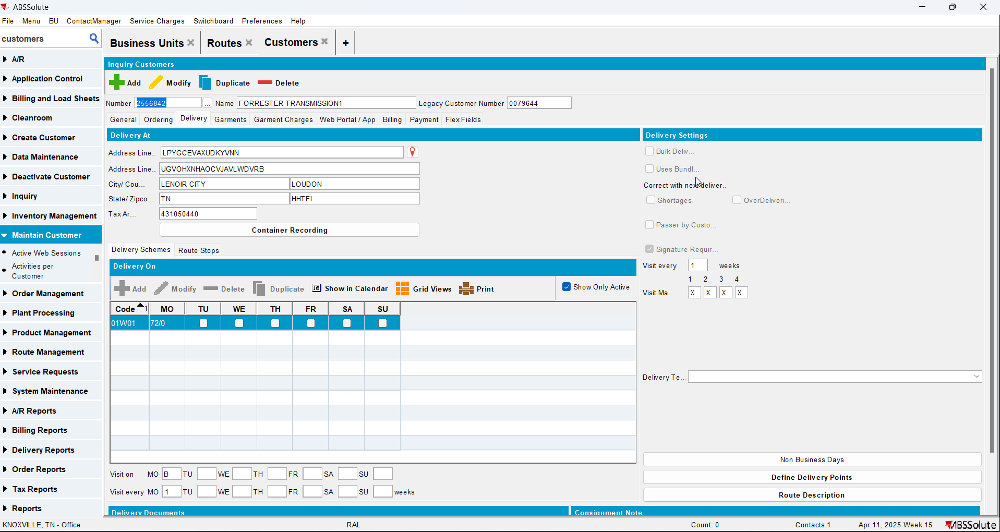 ABSSolute
File Menu BU ContactManager Service Charges Switchboard Preferences Help
customers
Business Units Routes Customers +
A/R
Application Control
Billing and Load Sheets
Cleanroom
Create Customer
Data Maintenance
Deactivate Customer
Inquiry
Inventory Management
Maintain Customer
Active Web Sessions
Activities per
Customer
Order Management
Plant Processing
Product Management
Route Management
Service Requests
System Maintenance
A/R Reports
Billing Reports
Delivery Reports
Order Reports
Tax Reports
Reports
Inquiry Customers
Add Modify Duplicate Delete
Number 2556842 ... Name FORRESTER TRANSMISSION1 Legacy Customer Number 0079644
General Ordering Delivery Garments Garment Charges Web Portal / App Billing Payment Flex Fields
Delivery At
Address Line.. LPYGCEVAXUDKYVNN
Address Line.. UGVOHXNHAOCVJAVLWDVRB
City/ Cou... LENOIR CITY LOUDON
State/ Zipco... TN HHTFI
Tax Ar... 431050440
Container Recording
Delivery Schemes Route Stops
Delivery On
Add Modify Delete Duplicate 16 Show in Calendar Grid Views Print Show Only Active
Code 1 MO TU WE TH FR SA SU
01W01 72/0
Visit on MO B TU WE TH FR SA SU
Visit every MO 1 TU WE TH FR SA SU weeks
Delivery Documents
Delivery Settings
Bulk Deliv...
Uses Bundl...
Correct with next deliver..
Shortages OverDeliveri...
Passer by Custo...
Signature Requir...
Visit every 1 weeks
1 2 3 4
Visit Ma... X X X X
Delivery Te...
Non Business Days
Define Delivery Points
Route Description
Consignment Note
KNOXVILLE, TN - Office RAL Count: 0 Contacts 1 Apr 11, 2025 Week 15 ABSSolute